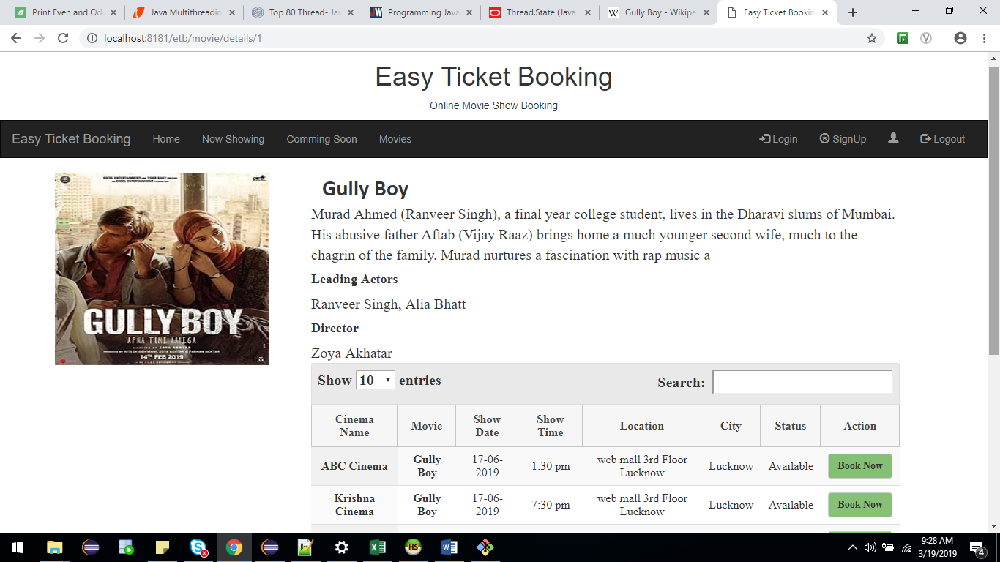 Print Even and Od
Java Multithreadin
Top 80 Thread- Jav
Programming Java
Thread.State (Java
Gully Boy - Wikipe
Easy Ticket Bookin
localhost:8181/etb/movie/details/1
Easy Ticket Booking
Online Movie Show Booking
Easy Ticket Booking Home Now Showing Comming Soon Movies Login SignUp Logout
GULLY BOY
APNA TIME AAYEGA
14TH FEB 2019
Gully Boy
Murad Ahmed (Ranveer Singh), a final year college student, lives in the Dharavi slums of Mumbai.
His abusive father Aftab (Vijay Raaz) brings home a much younger second wife, much to the
chagrin of the family. Murad nurtures a fascination with rap music a
Leading Actors
Ranveer Singh, Alia Bhatt
Director
Zoya Akhatar
Show 10 entries Search:
Cinema Name Movie Show Date Show Time Location City Status Action
ABC Cinema Gully Boy 17-06-2019 1:30 pm web mall 3rd Floor Lucknow Lucknow Available Book Now
Krishna Cinema Gully Boy 17-06-2019 7:30 pm web mall 3rd Floor Lucknow Lucknow Available Book Now
9:28 AM
3/19/2019
4